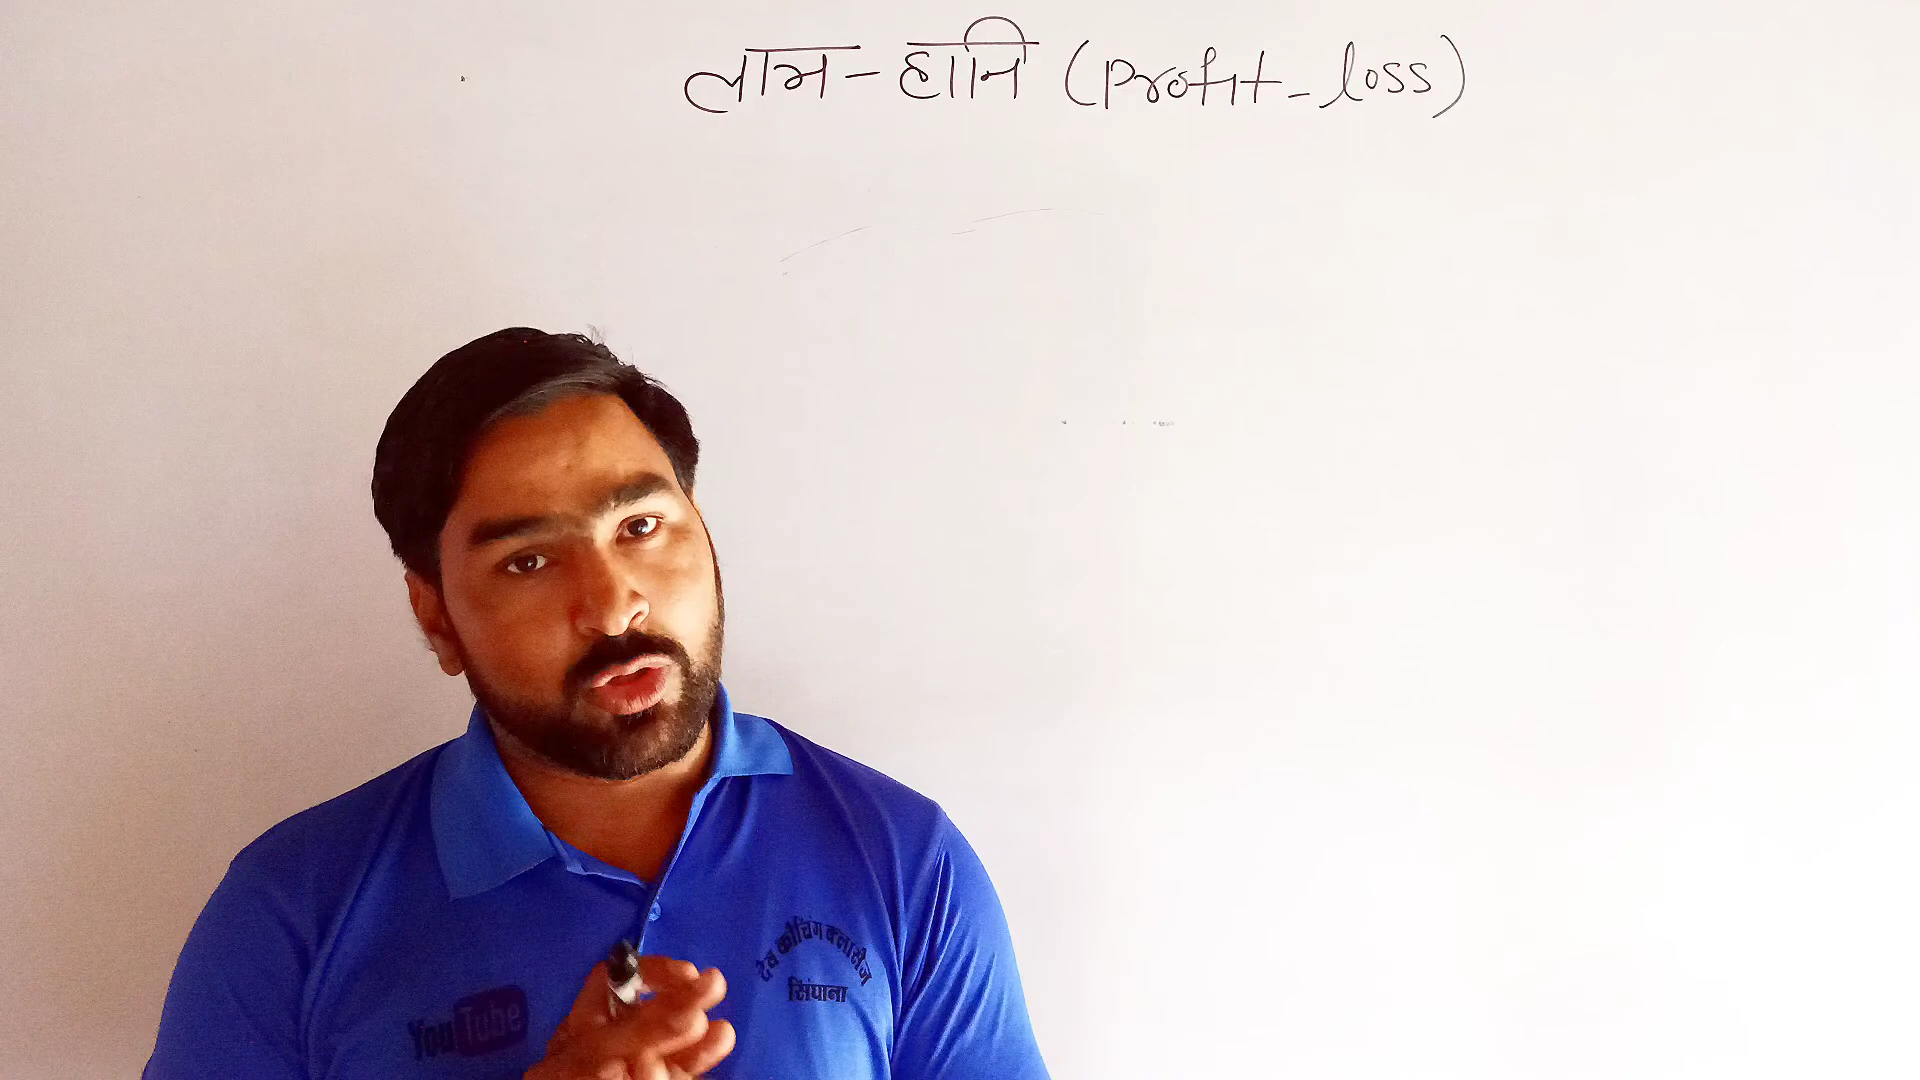 लाभ - हानि (Profit - loss)
देव कोचिंग क्लासेज
सिंघाना
YouTube